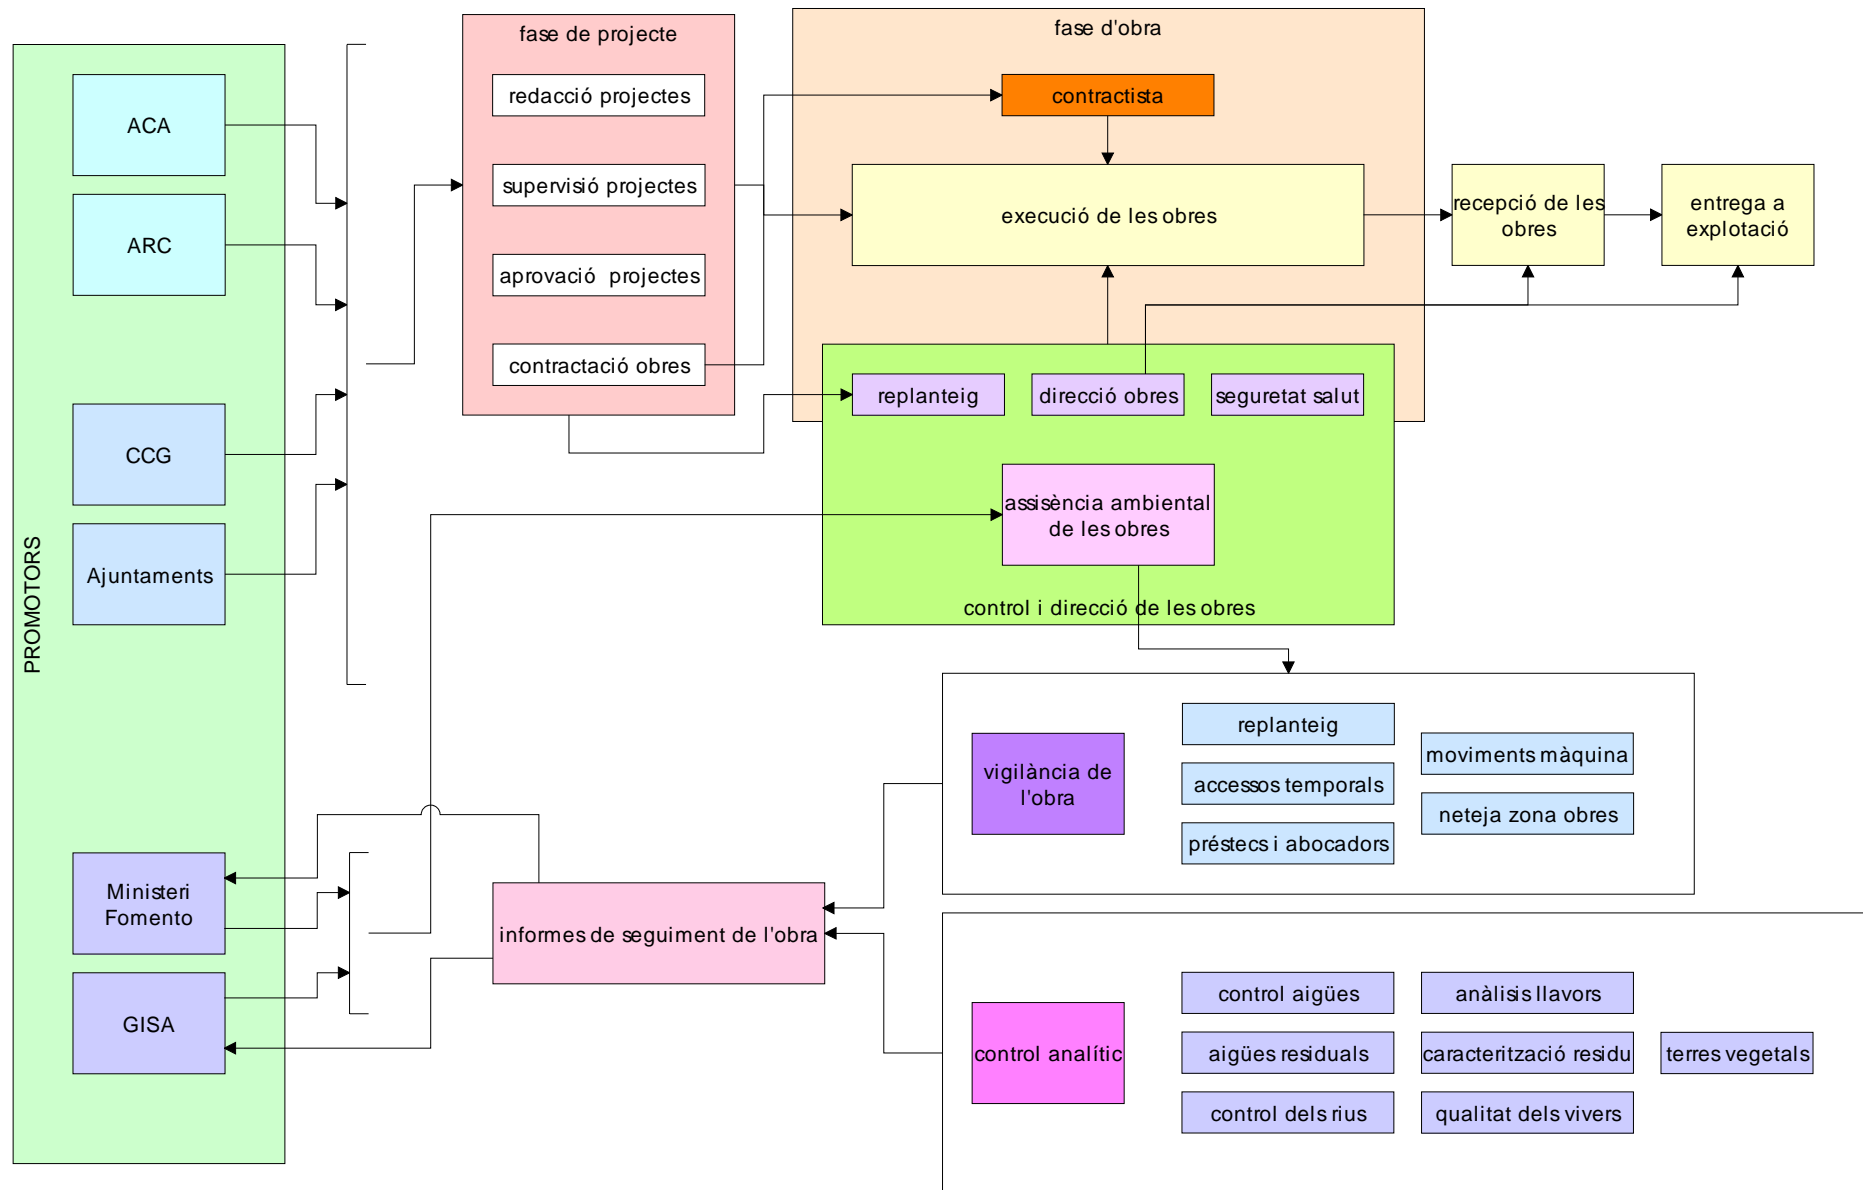 PROMOTORS
ACA
ARC
CCG
Ajuntaments
Ministeri
Fomento
GISA
fase de projecte
redacció projectes
supervisió projectes
aprovació projectes
contractació obres
fase d'obra
contractista
execució de les obres
recepció de les
obres
entrega a
explotació
replanteig
direcció obres
seguretat salut
assisència ambiental
de les obres
control i direcció de les obres
vigilància de
l'obra
replanteig
accessos temporals
préstecs i abocadors
moviments màquina
neteja zona obres
informes de seguiment de l'obra
control analític
control aigües
aigües residuals
control dels rius
anàlisis llavors
caracterització residu
qualitat dels vivers
terres vegetals